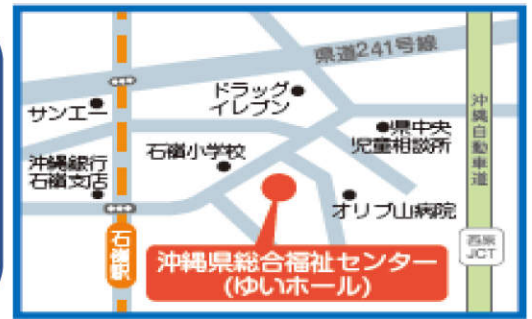 県道241号線
ドラッグ
イレブン
サンエー
県中央
児童相談所
沖縄自動車道
石嶺小学校
沖縄銀行
石嶺支店
オリブ山病院
石嶺駅
西原
JCT
沖縄県総合福祉センター
(ゆいホール)